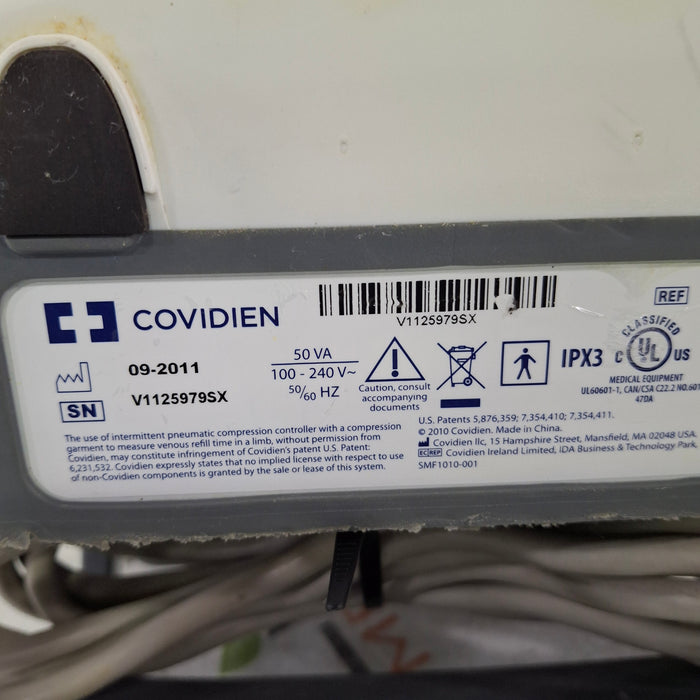 COVIDIEN
V1125979SX
REF
09-2011
SN V1125979SX
50 VA
100 - 240 V~
50/60 HZ
Caution, consult
accompanying
documents
IPX3
CLASSIFIED
C UL US
MEDICAL EQUIPMENT
UL60601-1, CAN/CSA C22.2 NO.601
47DA
The use of intermittent pneumatic compression controller with a compression
garment to measure venous refill time in a limb, without permission from
Covidien, may constitute infringement of Covidien's patent U.S. Patent:
6,231,532. Covidien expressly states that no implied license with respect to use
of non-Covidien components is granted by the sale or lease of this system.
U.S. Patents 5,876,359; 7,354,410; 7,354,411.
© 2010 Covidien. Made in China.
Covidien llc, 15 Hampshire Street, Mansfield, MA 02048 USA.
EC REP Covidien Ireland Limited, IDA Business & Technology Park,
SMF1010-001